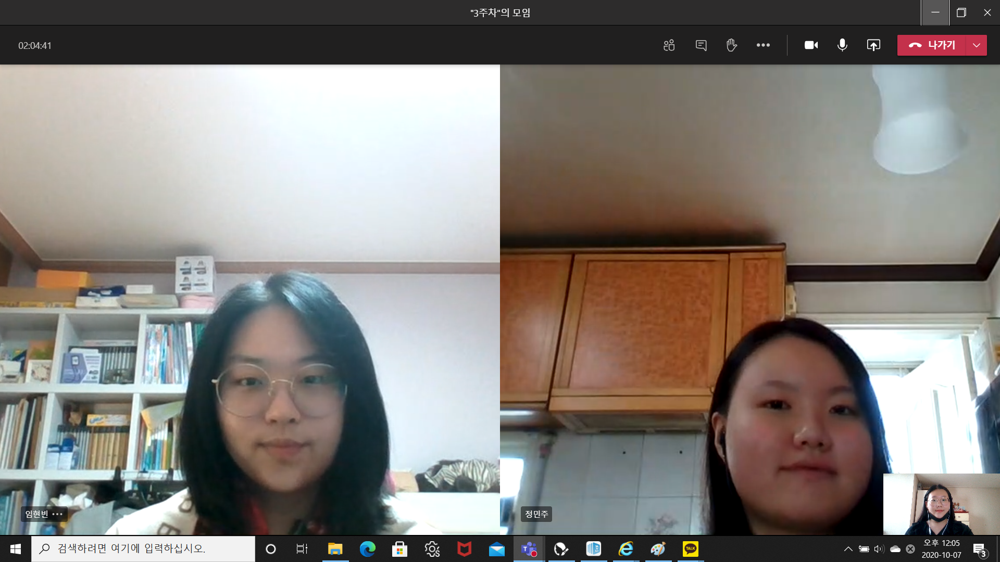 "3주차"의 모임
02:04:41
나가기
임현빈
정민주
검색하려면 여기에 입력하십시오.
TALK
오후 12:05
2020-10-07
3